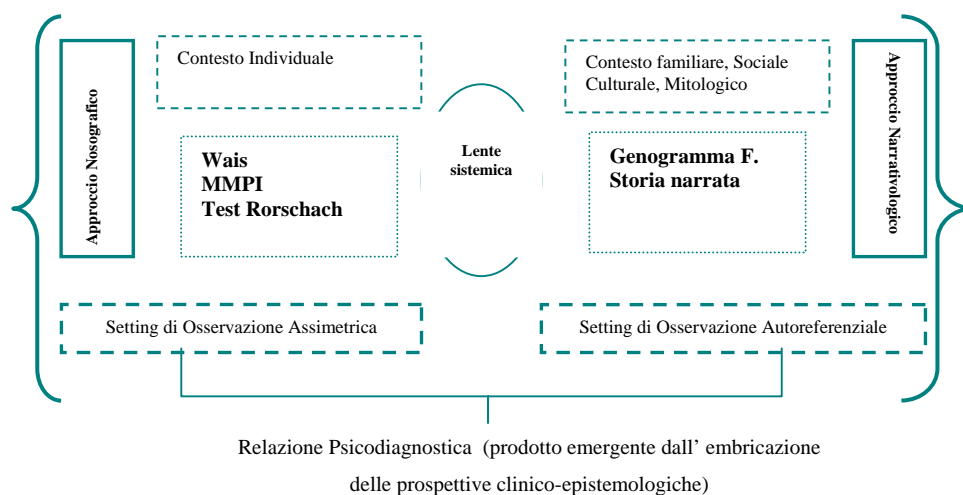 Approccio Nosografico
Contesto Individuale
Wais
MMPI
Test Rorschach
Lente
sistemica
Contesto familiare, Sociale
Culturale, Mitologico
Genogramma F.
Storia narrata
Approccio Narrativologico
Setting di Osservazione Assimetrica
Setting di Osservazione Autoreferenziale
Relazione Psicodiagnostica (prodotto emergente dall’ embricazione
delle prospettive clinico-epistemologiche)